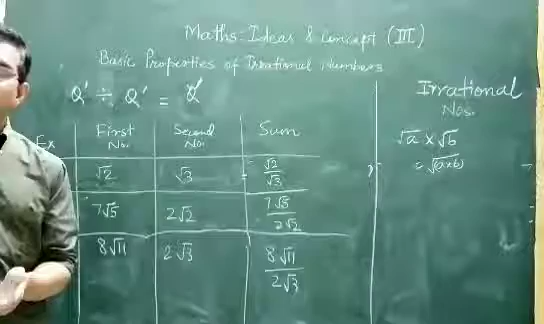 Maths: Ideas & concept (III)
Basic Properties of Irrational Numbers
Q' ÷ Q' = Q'
Ex
First No.
Second No.
Sum
√2
√3
= √2/√3
7√5
2√2
7√5/2√2
8√11
2√3
8√11/2√3
Irrational Nos.
√a × √b
= √(a×b)